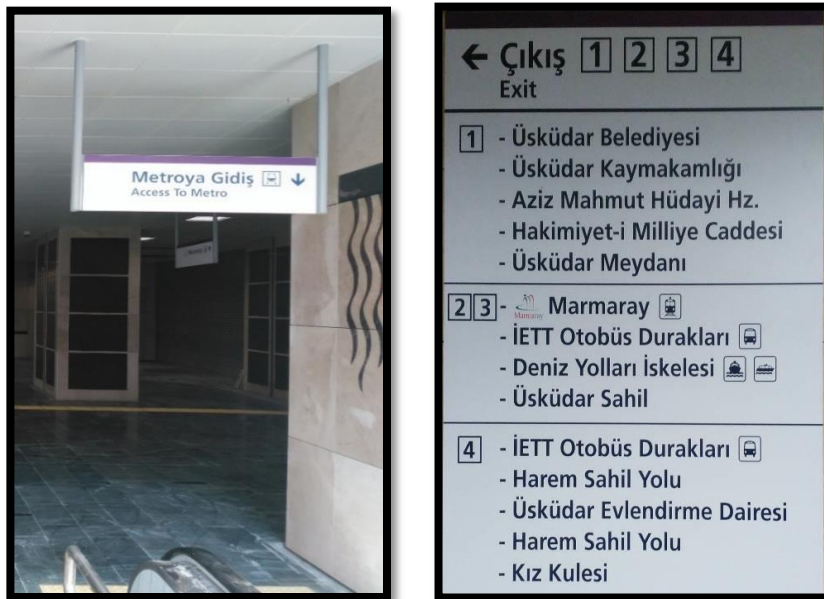 Metroya Gidiş ↓
Access To Metro
← Çıkış 1 2 3 4
Exit
1 - Üsküdar Belediyesi
- Üsküdar Kaymakamlığı
- Aziz Mahmut Hüdayi Hz.
- Hakimiyet-i Milliye Caddesi
- Üsküdar Meydanı
2 3 - Marmaray Marmaray
- İETT Otobüs Durakları
- Deniz Yolları İskelesi
- Üsküdar Sahil
4 - İETT Otobüs Durakları
- Harem Sahil Yolu
- Üsküdar Evlendirme Dairesi
- Harem Sahil Yolu
- Kız Kulesi